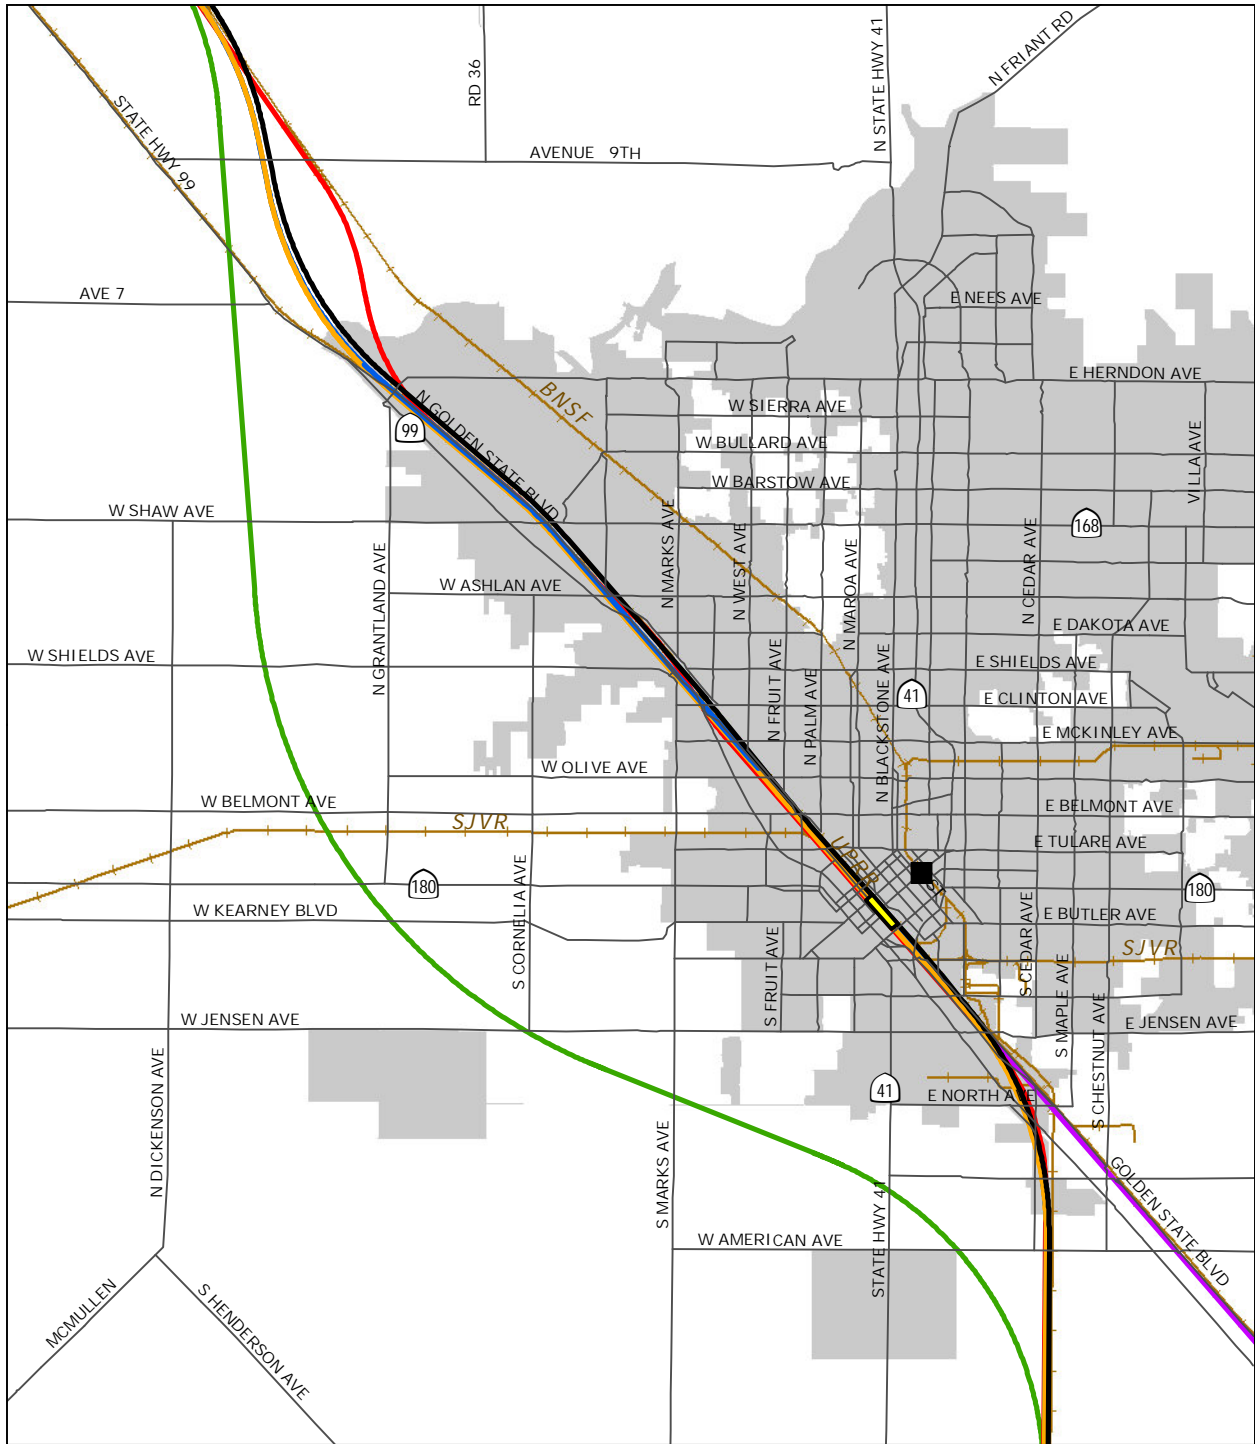 N STATE HWY 41
N FRIANT RD
RD 36
STATE HWY 99
AVENUE 9TH
AVE 7
E NEES AVE
E HERNDON AVE
BNSF
W SIERRA AVE
99
N GOLDEN STATE BLVD
W BULLARD AVE
VILLA AVE
W BARSTOW AVE
W SHAW AVE
168
N MARKS AVE
N WEST AVE
N MAROA AVE
N CEDAR AVE
N GRANTLAND AVE
W ASHLAN AVE
E DAKOTA AVE
W SHIELDS AVE
E SHIELDS AVE
N FRUIT AVE
N PALM AVE
N BLACKSTONE AVE
41
E CLINTON AVE
E MCKINLEY AVE
W OLIVE AVE
W BELMONT AVE
E BELMONT AVE
SJVR
UPRR
E TULARE AVE
180
180
W KEARNEY BLVD
S CORNELIA AVE
E BUTLER AVE
S FRUIT AVE
S CEDAR AVE
SJVR
W JENSEN AVE
S MAPLE AVE
S CHESTNUT AVE
E JENSEN AVE
N DICKENSON AVE
41
E NORTH AVE
S MARKS AVE
STATE HWY 41
GOLDEN STATE BLVD
W AMERICAN AVE
MCMULLEN
S HENDERSON AVE